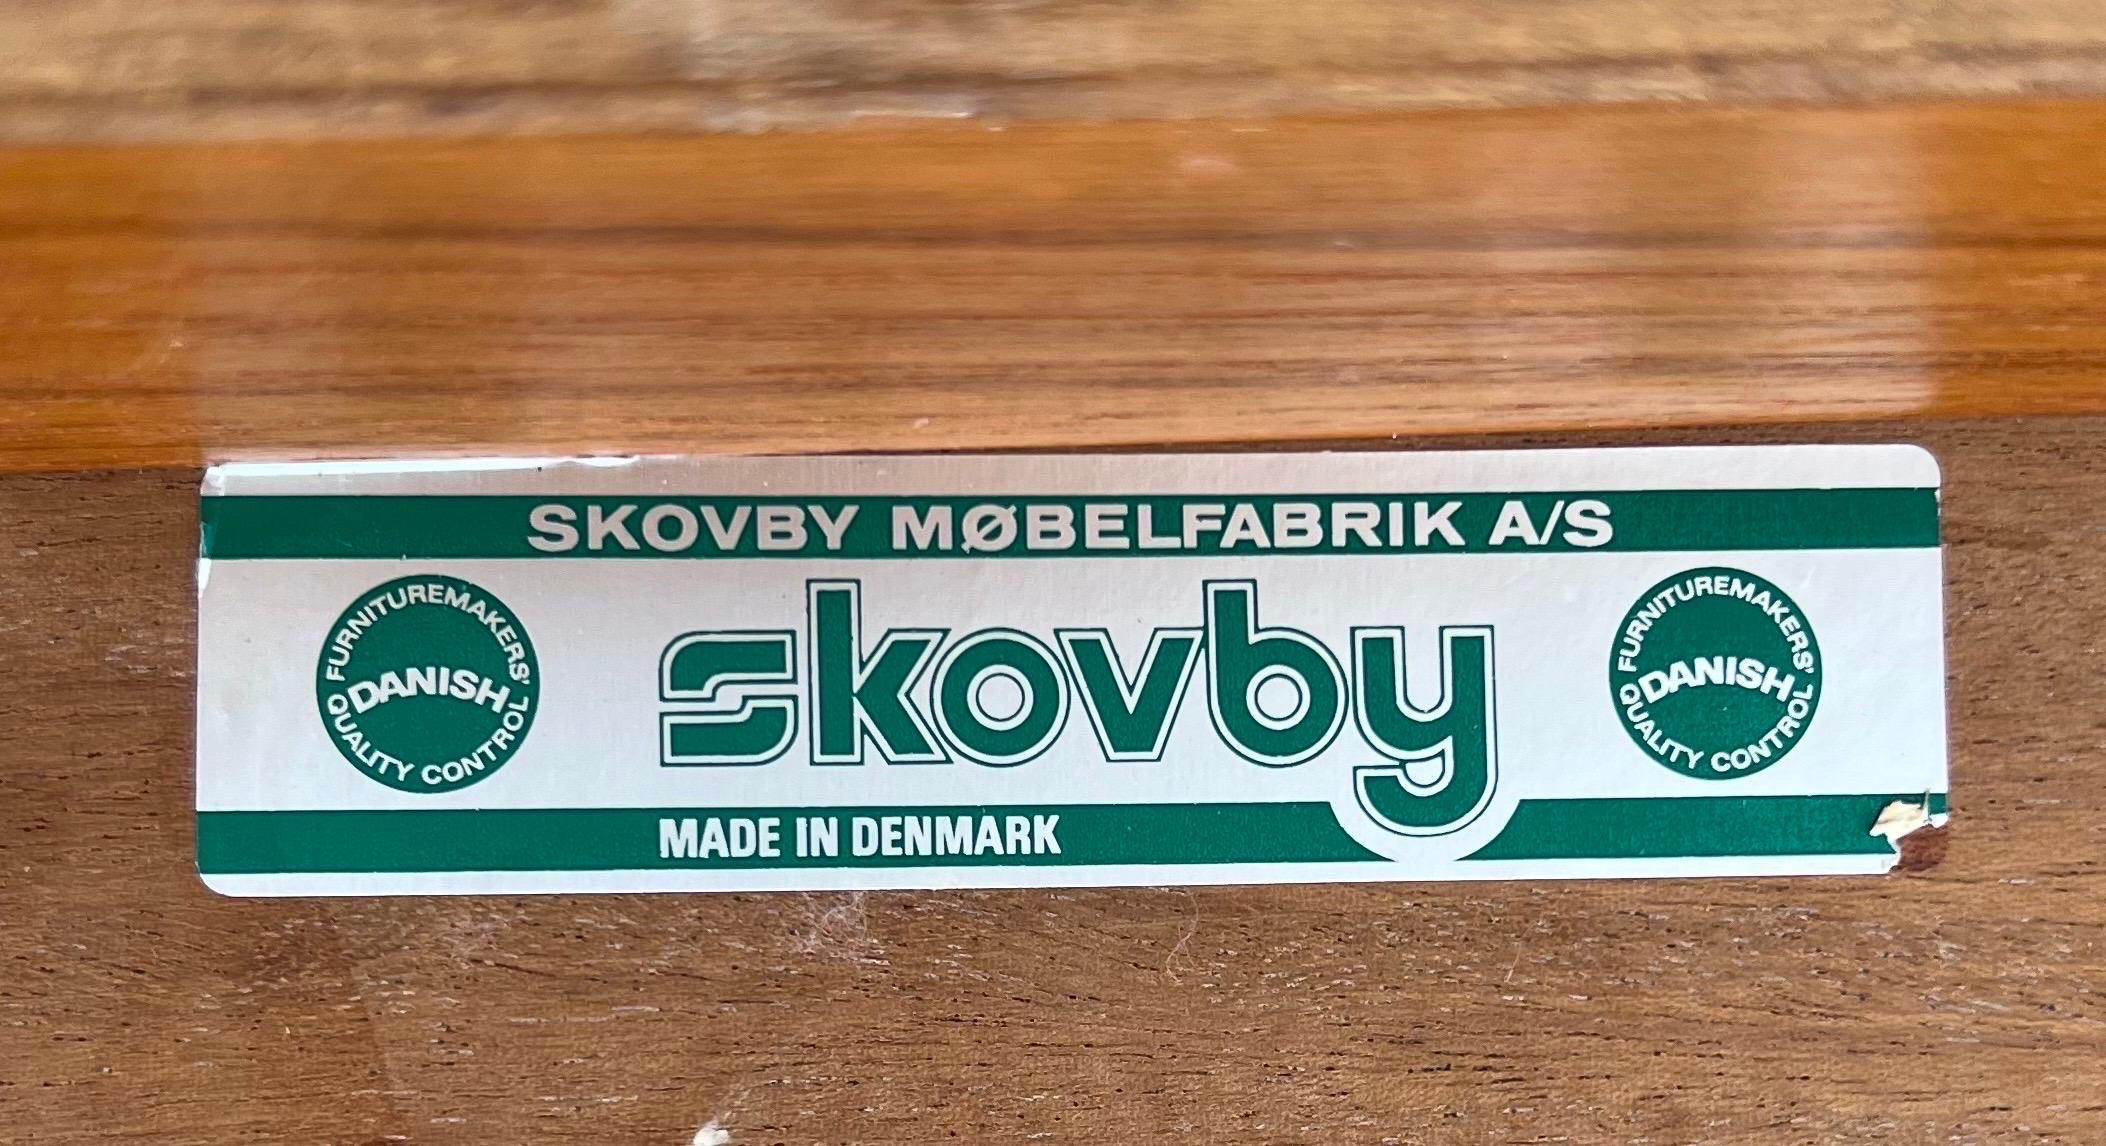 SKOVBY MØBELFABRIK A/S
FURNITUREMAKERS'
DANISH
QUALITY CONTROL
skovby
FURNITUREMAKERS'
DANISH
QUALITY CONTROL
MADE IN DENMARK